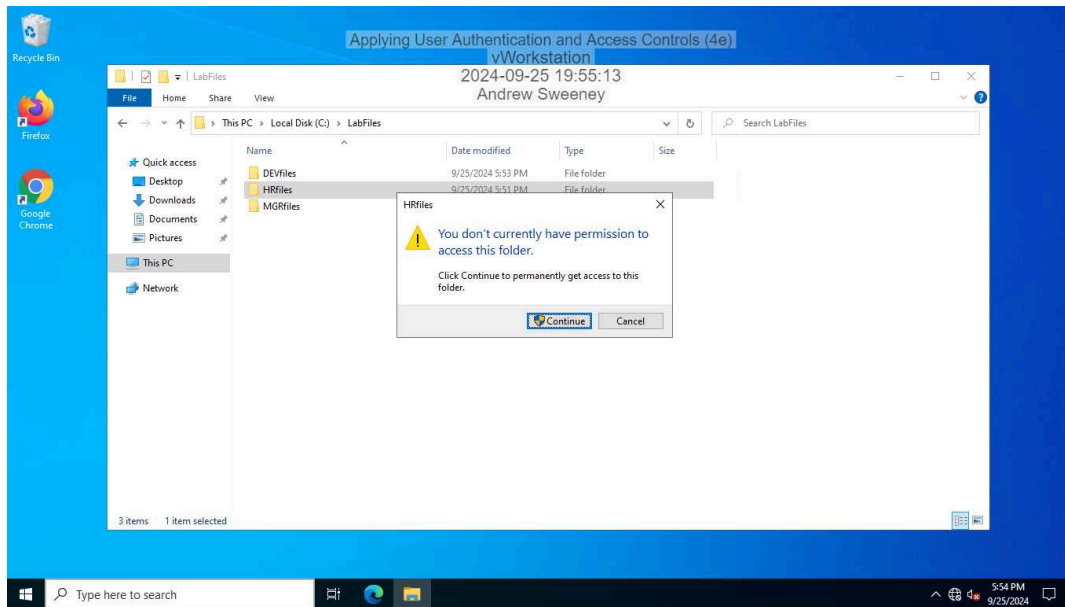 Recycle Bin
Applying User Authentication and Access Controls (4e)
vWorkstation
2024-09-25 19:55:13
Andrew Sweeney
LabFiles
File Home Share View
This PC > Local Disk (C:) > LabFiles
Search LabFiles
Firefox
Google
Chrome
Quick access
Desktop
Downloads
Documents
Pictures
This PC
Network
Name Date modified Type Size
DEVfiles 9/25/2024 5:53 PM File folder
HRfiles 9/25/2024 5:51 PM File folder
MGRfiles
HRfiles
You don't currently have permission to
access this folder.
Click Continue to permanently get access to this
folder.
Continue Cancel
3 items 1 item selected
Type here to search
5:54 PM
9/25/2024